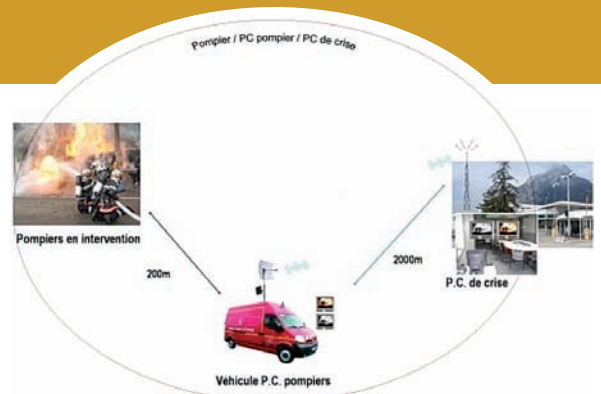 Pompier / PC pompier / PC de crise
Pompiers en intervention
200m
2000m
P.C. de crise
Véhicule P.C. pompiers